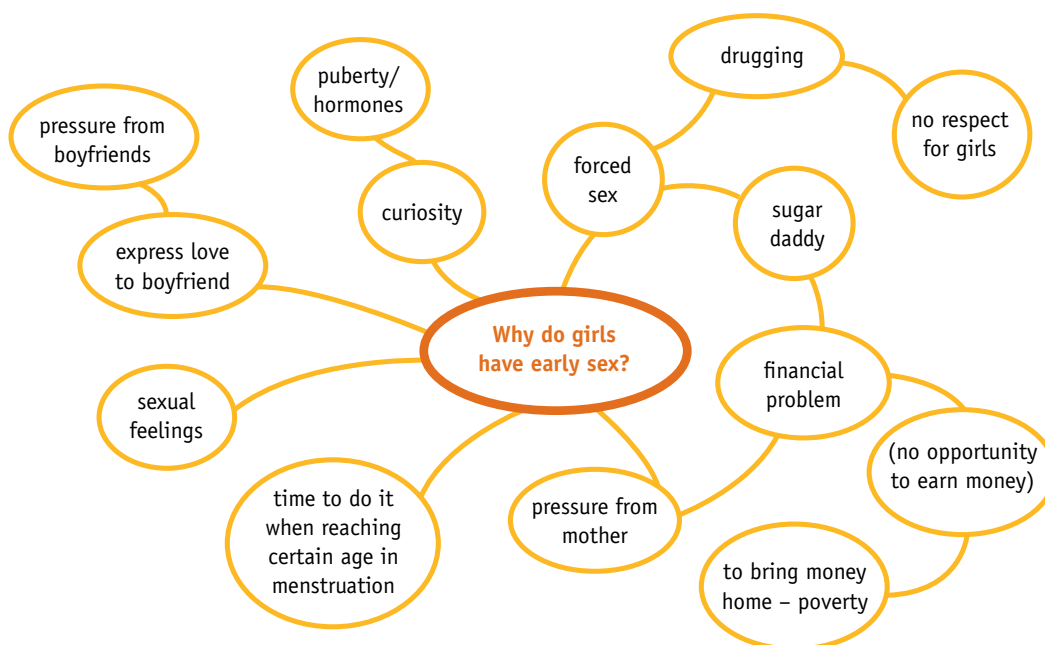 drugging
puberty/
hormones
no respect
for girls
pressure from
boyfriends
forced
sex
curiosity
sugar
daddy
express love
to boyfriend
Why do girls
have early sex?
financial
problem
sexual
feelings
(no opportunity
to earn money)
time to do it
when reaching
certain age in
menstruation
pressure from
mother
to bring money
home – poverty